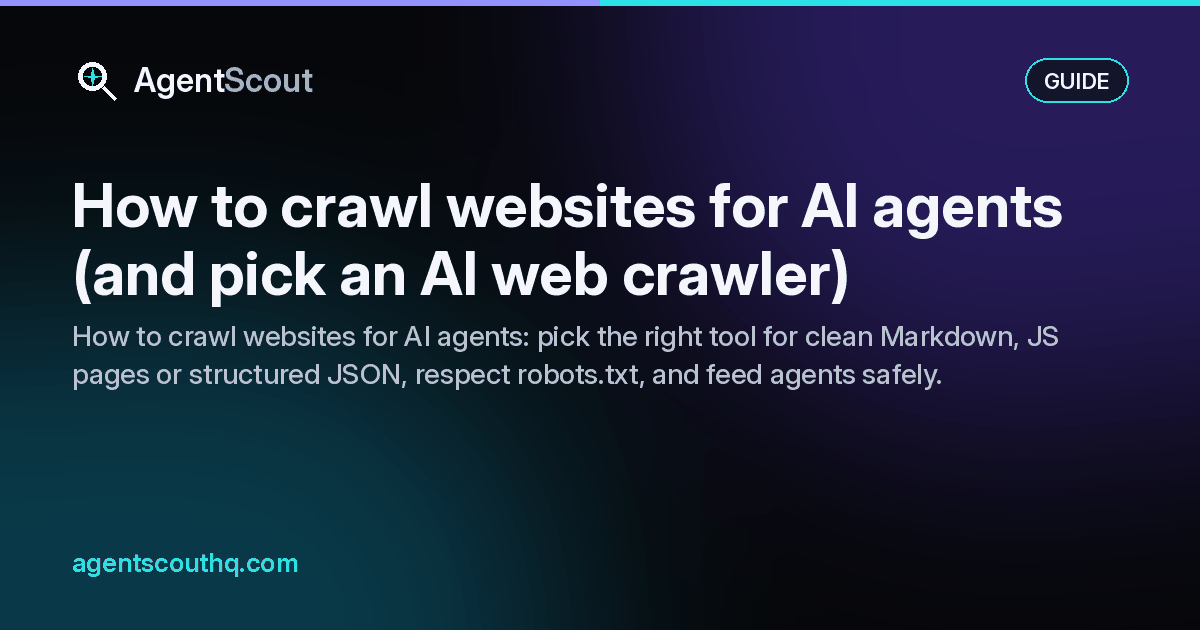 AgentScout
GUIDE
How to crawl websites for AI agents
(and pick an AI web crawler)
How to crawl websites for AI agents: pick the right tool for clean Markdown, JS
pages or structured JSON, respect robots.txt, and feed agents safely.
agentscouthq.com